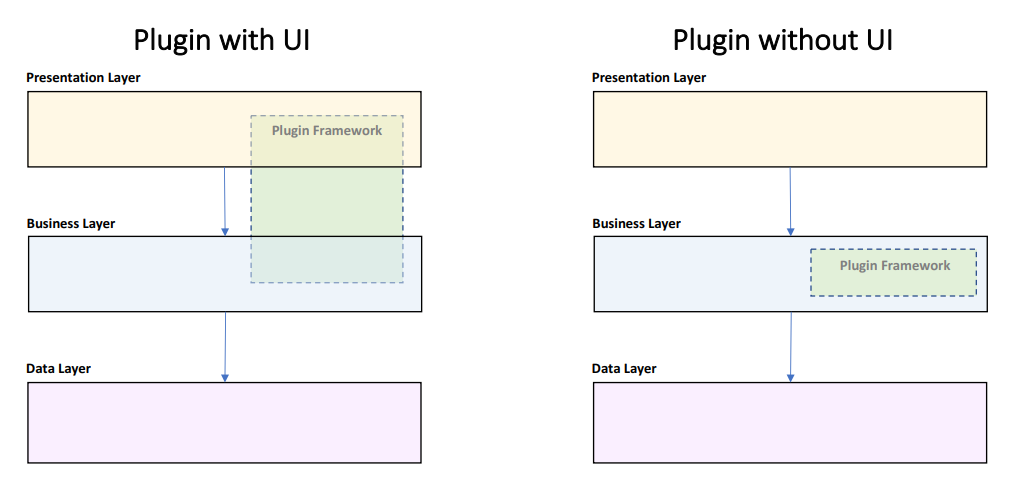 Plugin with UI
Presentation Layer
Plugin Framework
Business Layer
Data Layer
Plugin without UI
Presentation Layer
Business Layer
Plugin Framework
Data Layer